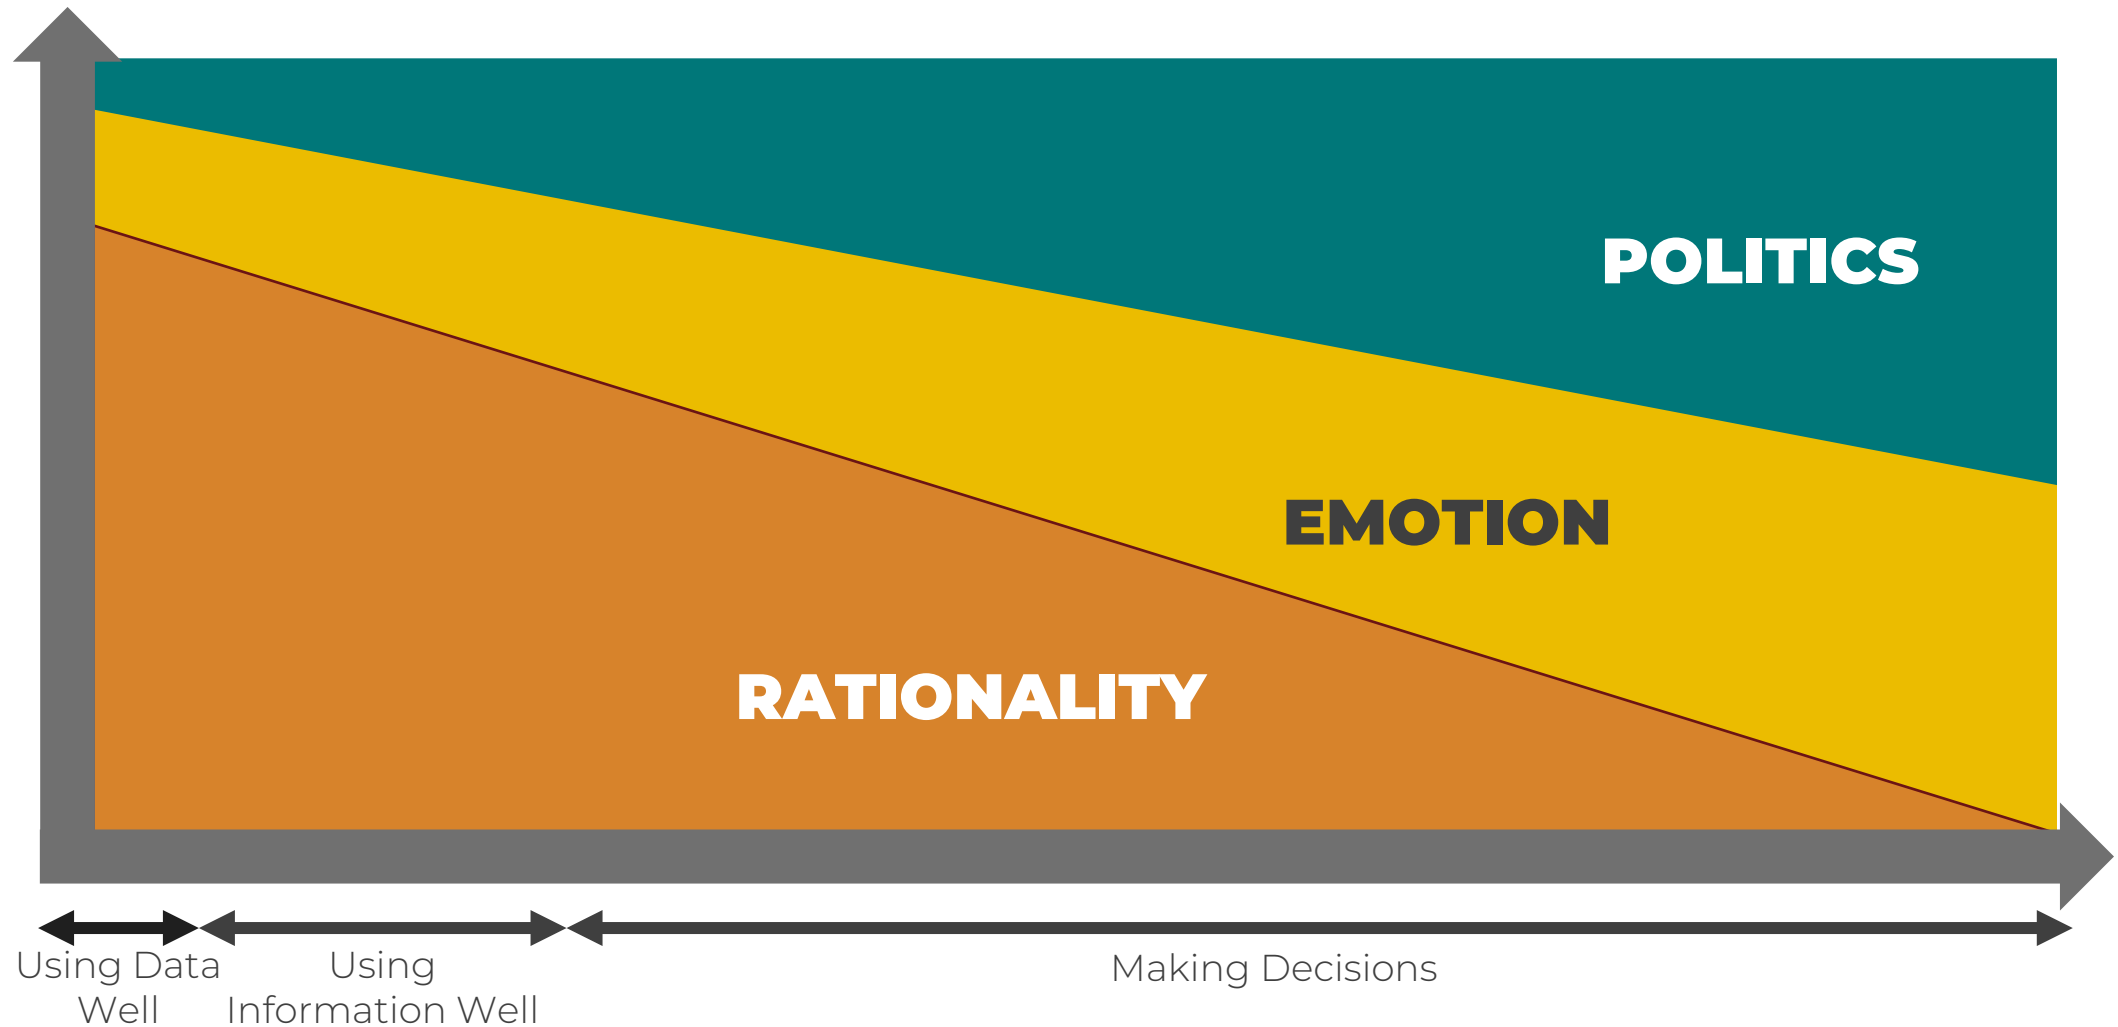 POLITICS
EMOTION
RATIONALITY
Using Data
Well
Using
Information Well
Making Decisions